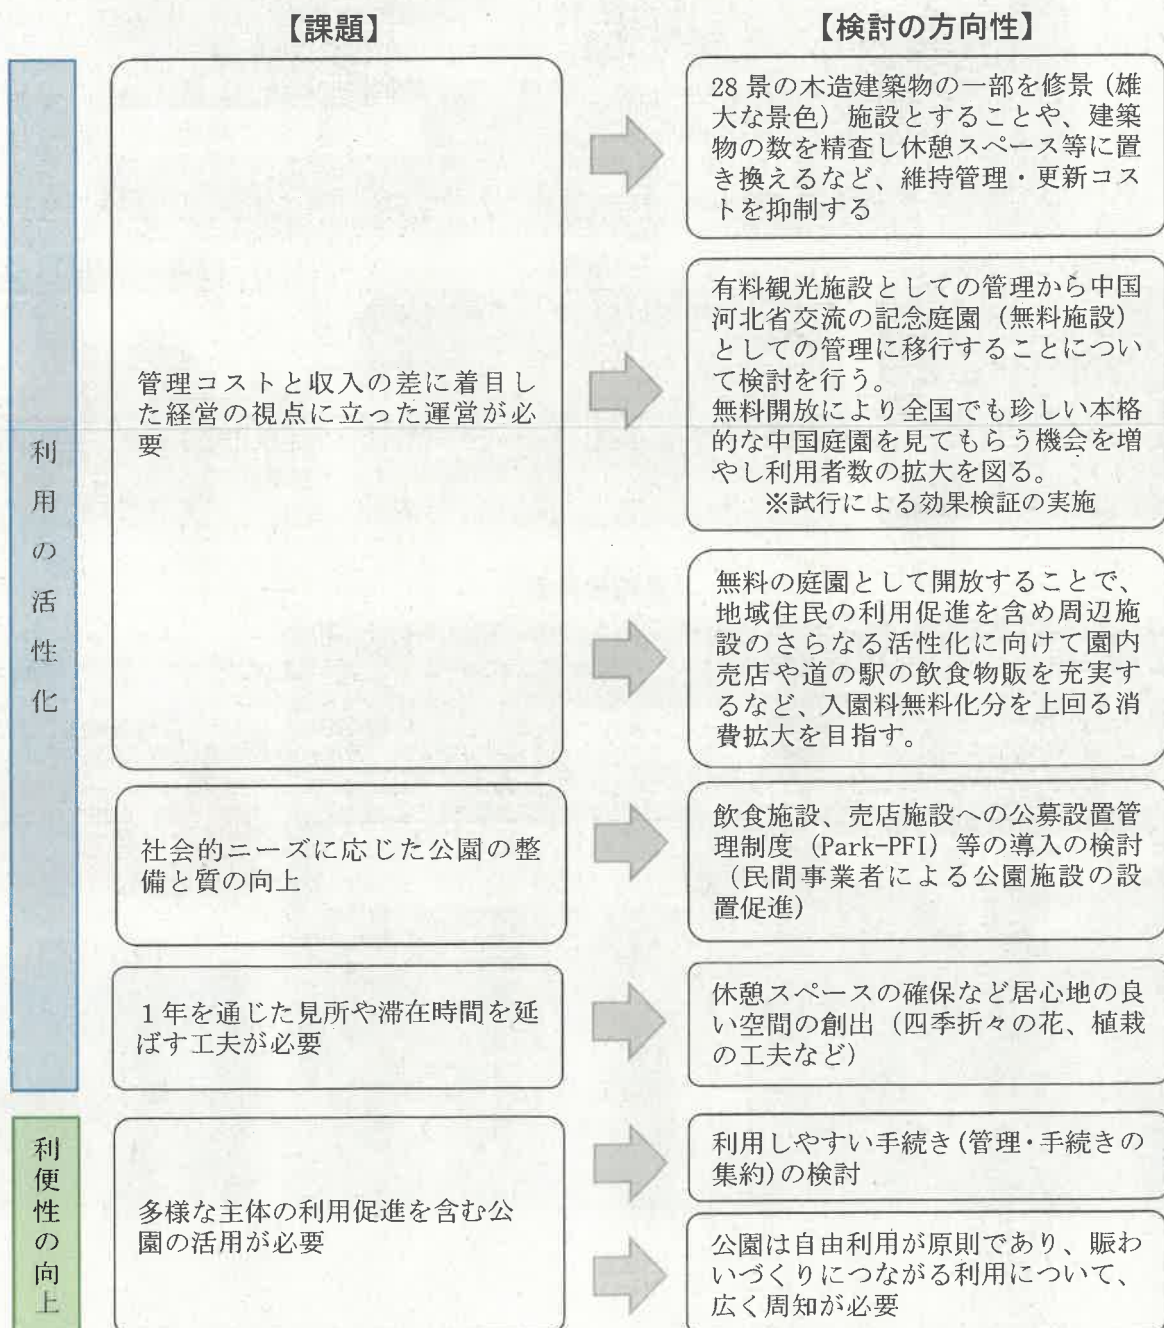 【課題】
【検討の方向性】
利用の活性化
管理コストと収入の差に着目し
た経営の視点に立った運営が必
要
28 景の木造建築物の一部を修景（雄
大な景色）施設とすることや、建築
物の数を精査し休憩スペース等に置
き換えるなど、維持管理・更新コス
トを抑制する
有料観光施設としての管理から中国
河北省交流の記念庭園（無料施設）
としての管理に移行することについ
て検討を行う。
無料開放により全国でも珍しい本格
的な中国庭園を見てもらう機会を増
やし利用者数の拡大を図る。
※試行による効果検証の実施
無料の庭園として開放することで、
地域住民の利用促進を含め周辺施
設のさらなる活性化に向けて園内
売店や道の駅の飲食物販を充実す
るなど、入園料無料化分を上回る消
費拡大を目指す。
社会的ニーズに応じた公園の整
備と質の向上
飲食施設、売店施設への公募設置管
理制度（Park-PFI）等の導入の検討
（民間事業者による公園施設の設
置促進）
１年を通じた見所や滞在時間を延
ばす工夫が必要
休憩スペースの確保など居心地の良
い空間の創出（四季折々の花、植栽
の工夫など）
利便性の向上
多様な主体の利用促進を含む公
園の活用が必要
利用しやすい手続き（管理・手続きの
集約）の検討
公園は自由利用が原則であり、賑わ
いづくりにつながる利用について、
広く周知が必要